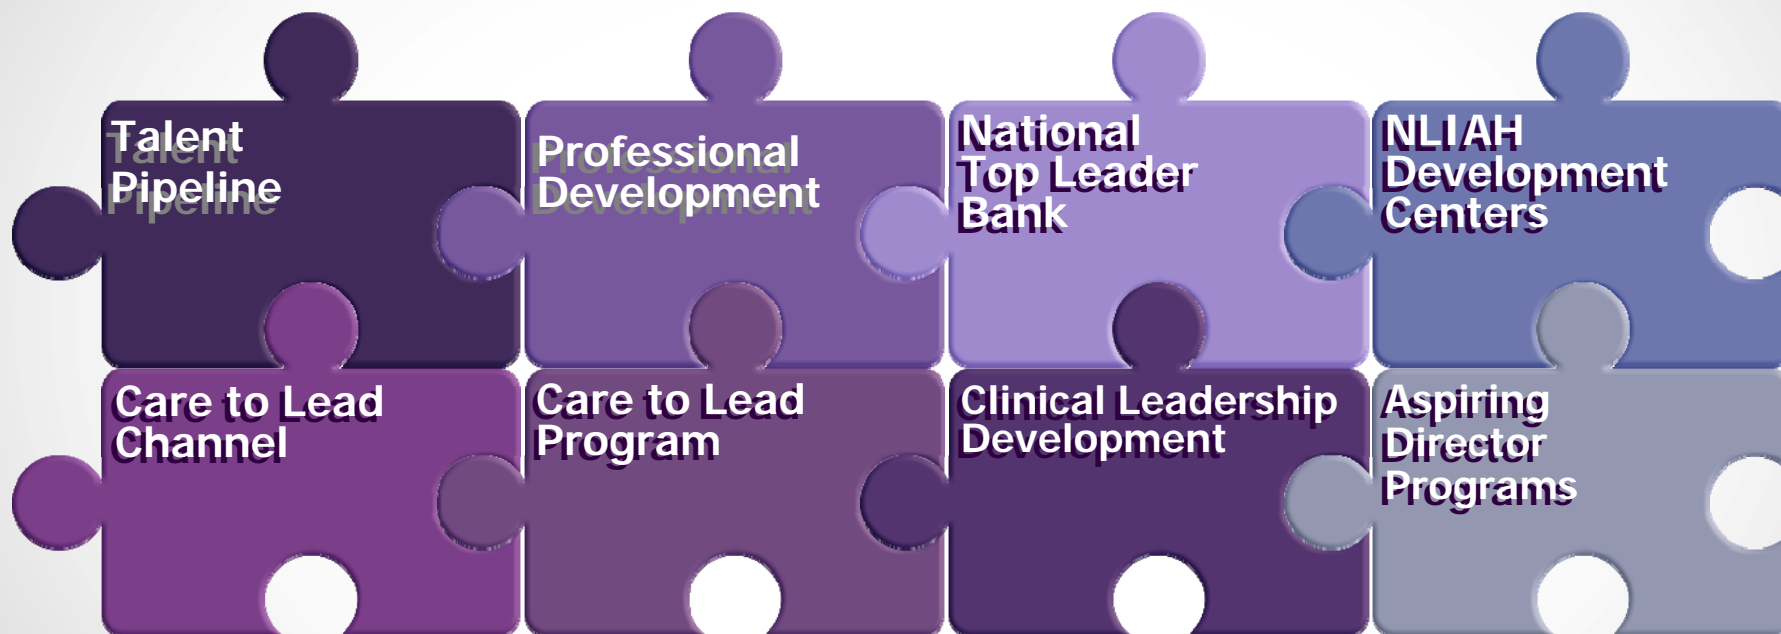 Talent
Pipeline
Professional
Development
National
Top Leader
Bank
NLIAH
Development
Centers
Care to Lead
Channel
Care to Lead
Program
Clinical Leadership
Development
Aspiring
Director
Programs